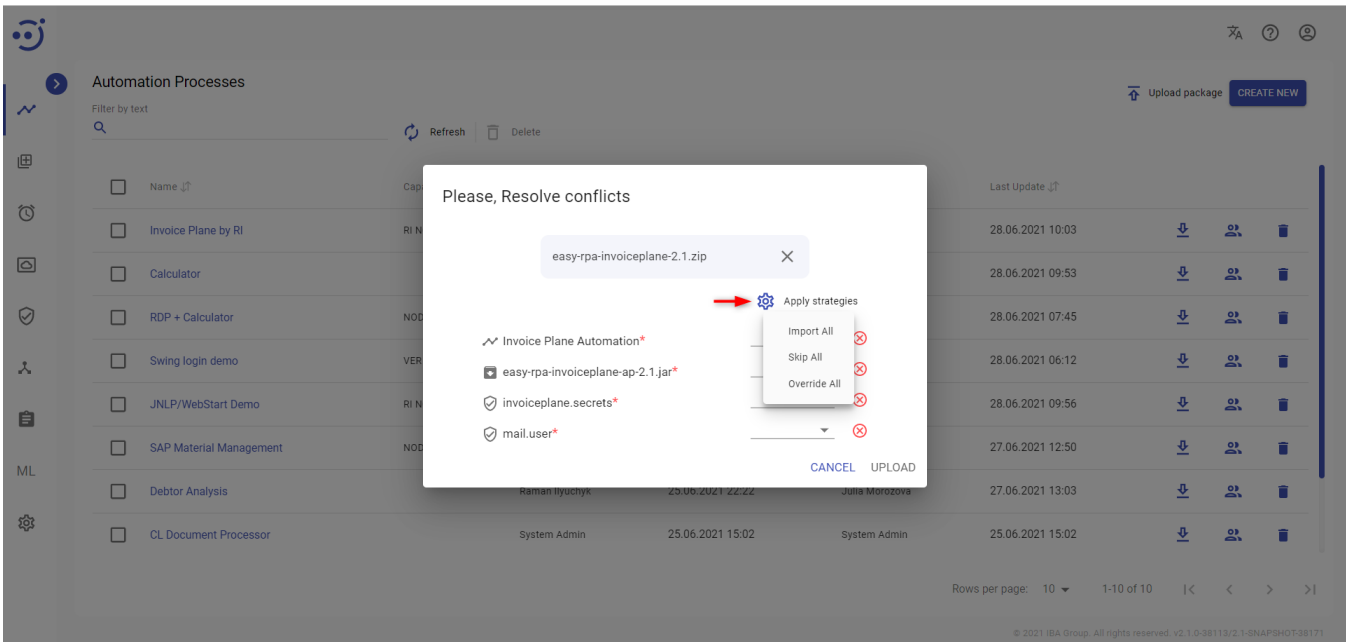 Automation Processes
Filter by text
Upload package CREATE NEW
Refresh Delete
Name Last Update
Invoice Plane by RI RI N 28.06.2021 10:03
Calculator 28.06.2021 09:53
RDP + Calculator NOD 28.06.2021 07:45
Swing login demo VER 28.06.2021 06:12
JNLP/WebStart Demo RI N 28.06.2021 09:56
SAP Material Management NOD 27.06.2021 12:50
Debtor Analysis Raman Ilyuchyk 25.06.2021 22:22 Julia Morozova 27.06.2021 13:03
CL Document Processor System Admin 25.06.2021 15:02 System Admin 25.06.2021 15:02
ML
Please, Resolve conflicts
easy-rpa-invoiceplane-2.1.zip
Apply strategies
Import All
Skip All
Override All
Invoice Plane Automation*
easy-rpa-invoiceplane-ap-2.1.jar*
invoiceplane.secrets*
mail.user*
CANCEL UPLOAD
Rows per page: 10 1-10 of 10
© 2021 IBA Group. All rights reserved. v2.1.0-38113/2.1-SNAPSHOT-38171